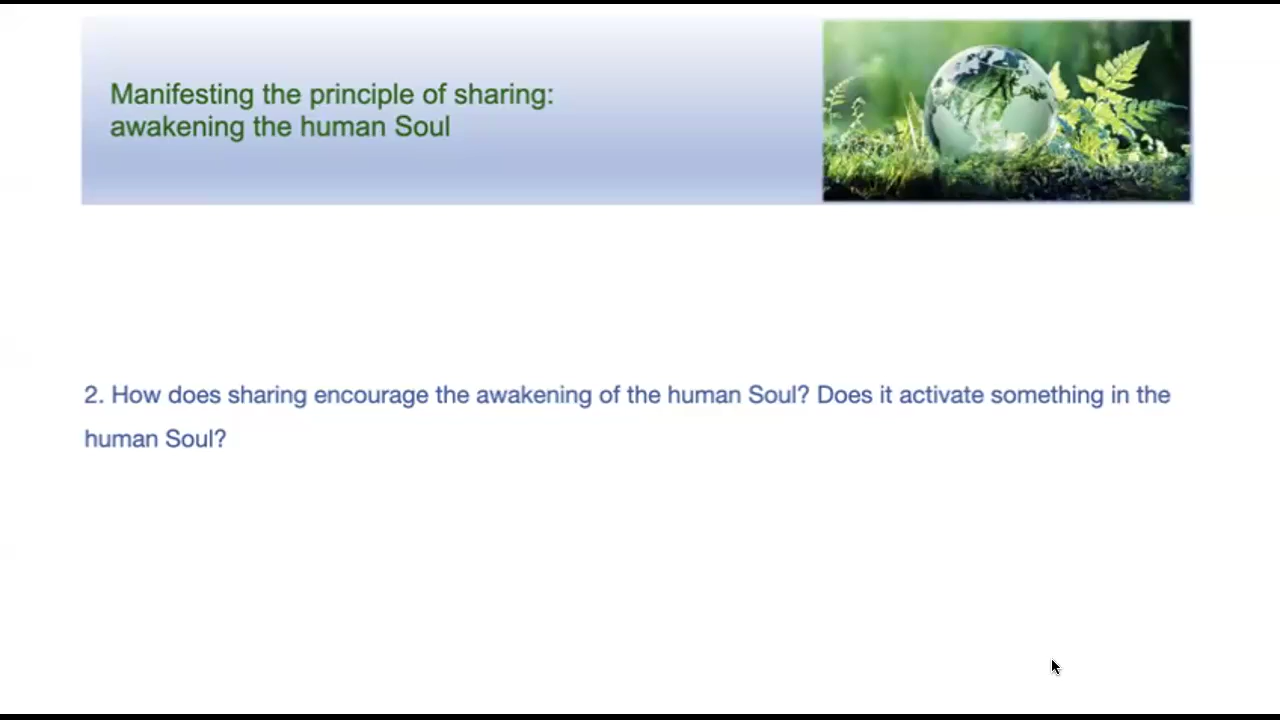 Manifesting the principle of sharing:
awakening the human Soul
2. How does sharing encourage the awakening of the human Soul? Does it activate something in the
human Soul?